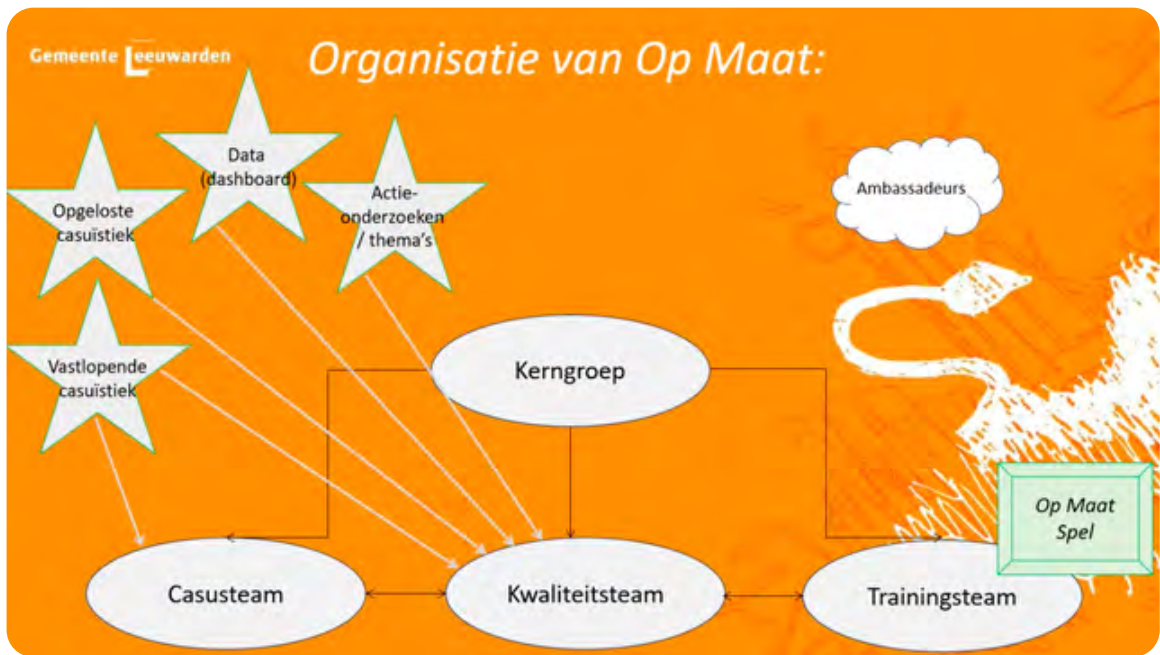 Gemeente Leeuwarden
Organisatie van Op Maat:
Data
(dashboard)
Actie-
onderzoeken
/ thema's
Opgeloste
casuïstiek
Ambassadeurs
Vastlopende
casuïstiek
Kerngroep
Op Maat
Spel
Casusteam
Kwaliteitsteam
Trainingsteam